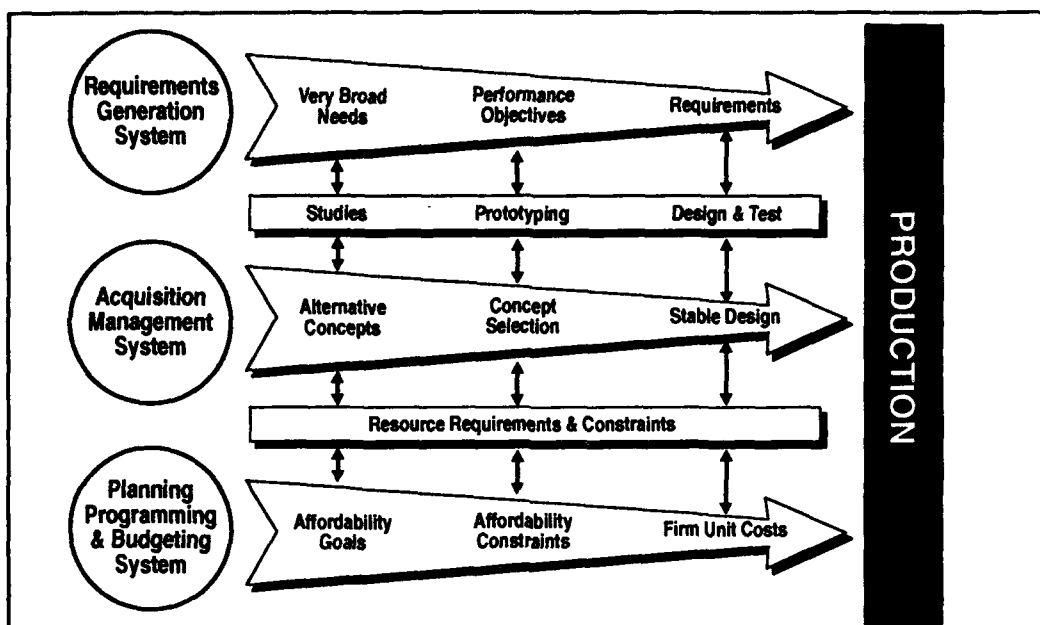 Requirements
Generation
System
Very Broad
Needs
Performance
Objectives
Requirements
Studies
Prototyping
Design & Test
Acquisition
Management
System
Alternative
Concepts
Concept
Selection
Stable Design
Resource Requirements & Constraints
Planning
Programming
& Budgeting
System
Affordability
Goals
Affordability
Constraints
Firm Unit Costs
PRODUCTION